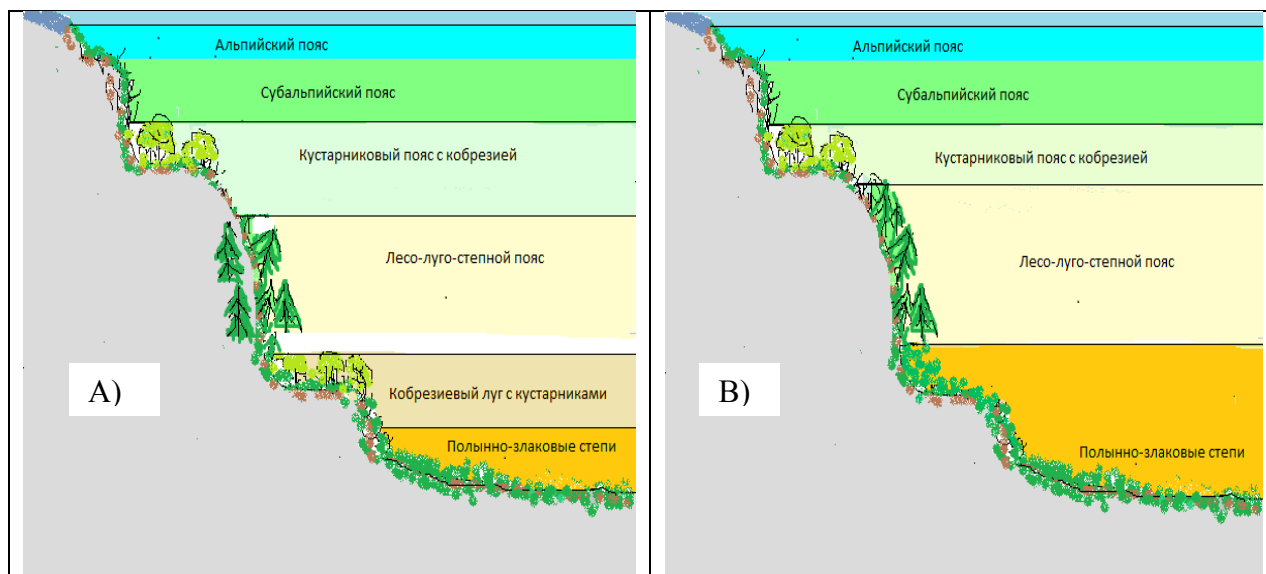 Альпийский пояс
Субальпийский пояс
Кустарниковый пояс с кобрезией
Лесо-луго-степной пояс
А)
Кобрезиевый луг с кустарниками
Полынно-злаковые степи
Альпийский пояс
Субальпийский пояс
Кустарниковый пояс с кобрезией
Лесо-луго-степной пояс
В)
Полынно-злаковые степи